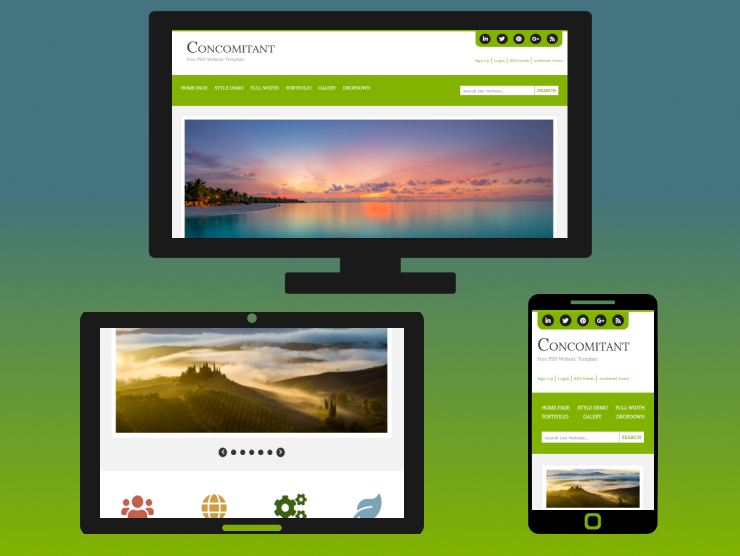 CONCOMITANT
Free PSD Website Template
Sign Up | Login | RSS Feeds | Archived News
HOME PAGE STYLE DEMO FULL WIDTH PORTFOLIO GALERY DROPDOWN
Search Our Website... SEARCH
CONCOMITANT
Free PSD Website Template
Sign Up | Login | RSS Feeds | Archived News
HOME PAGE STYLE DEMO FULL WIDTH
PORTFOLIO GALERY DROPDOWN
Search Our Website... SEARCH